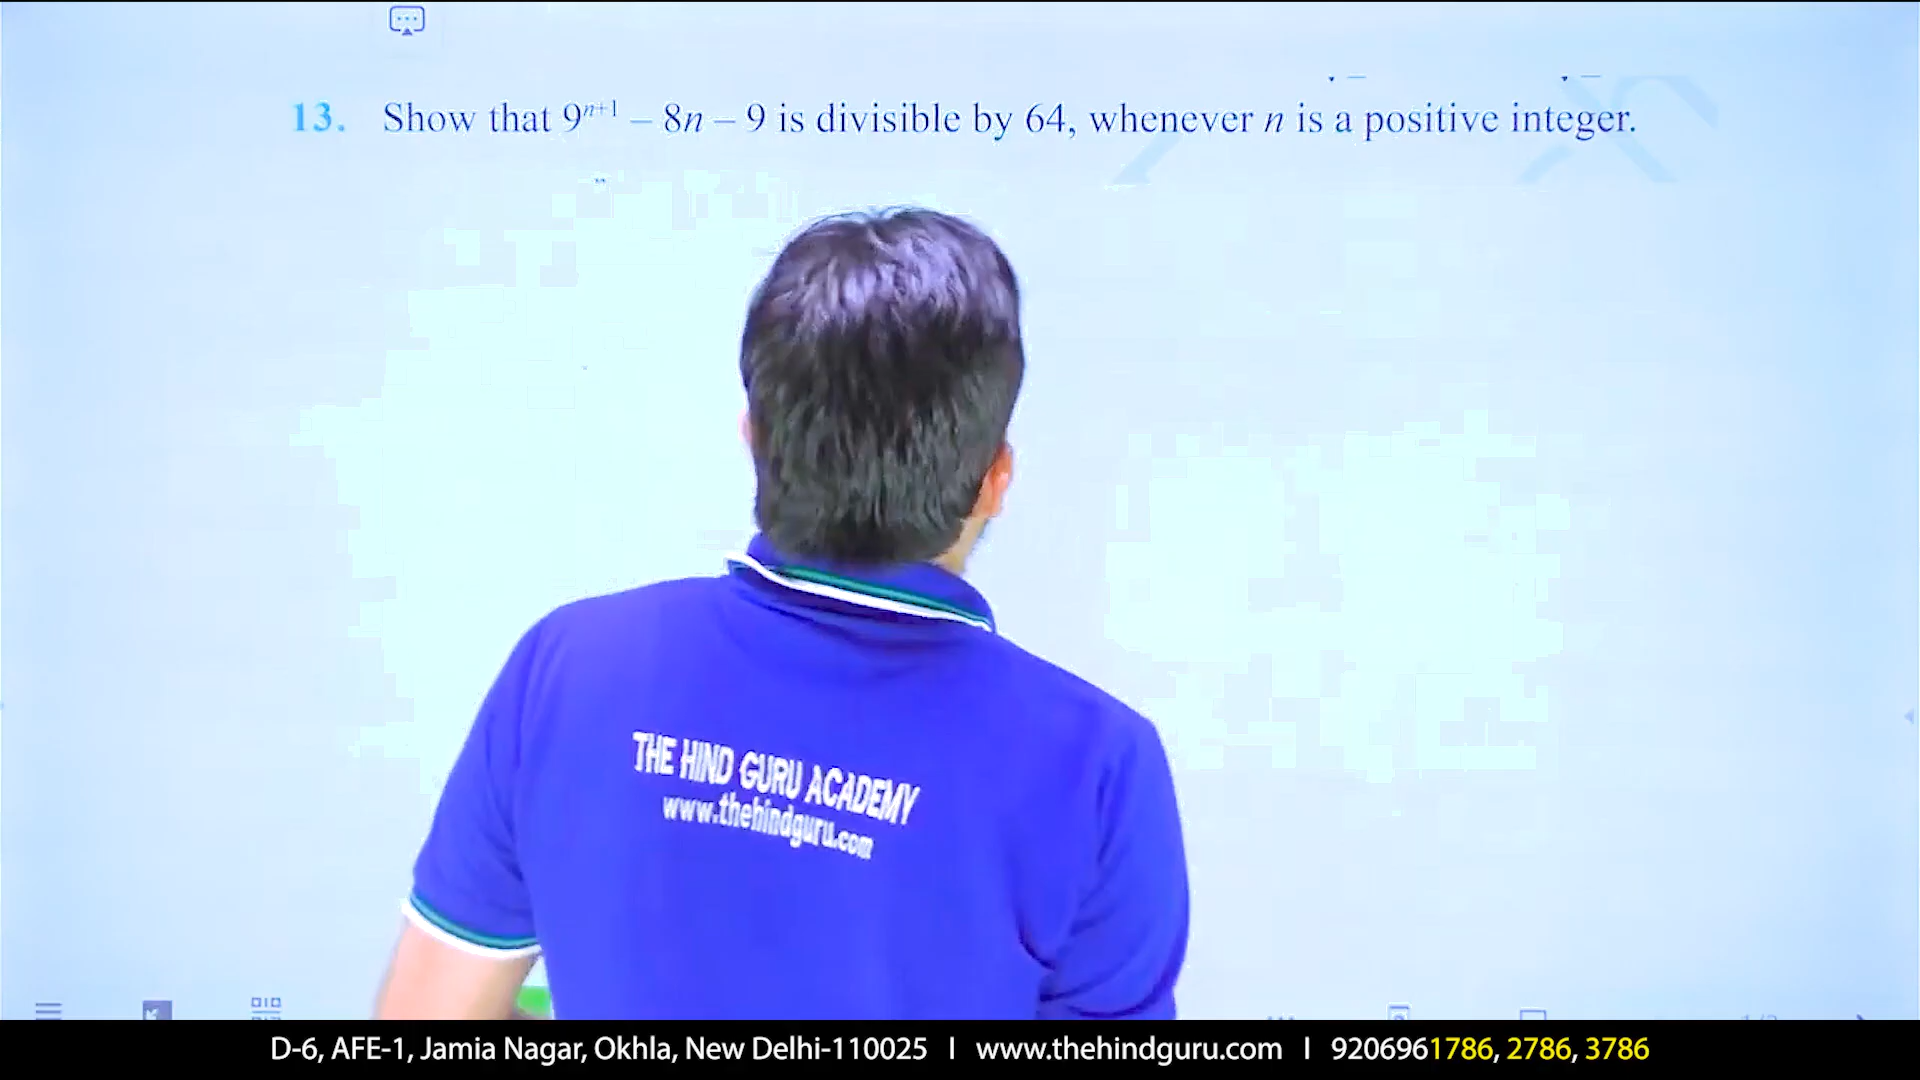 13. Show that 9ⁿ⁺¹ – 8n – 9 is divisible by 64, whenever n is a positive integer.
THE HIND GURU ACADEMY
www.thehindguru.com
D-6, AFE-1, Jamia Nagar, Okhla, New Delhi-110025 | www.thehindguru.com | 9206961786, 2786, 3786